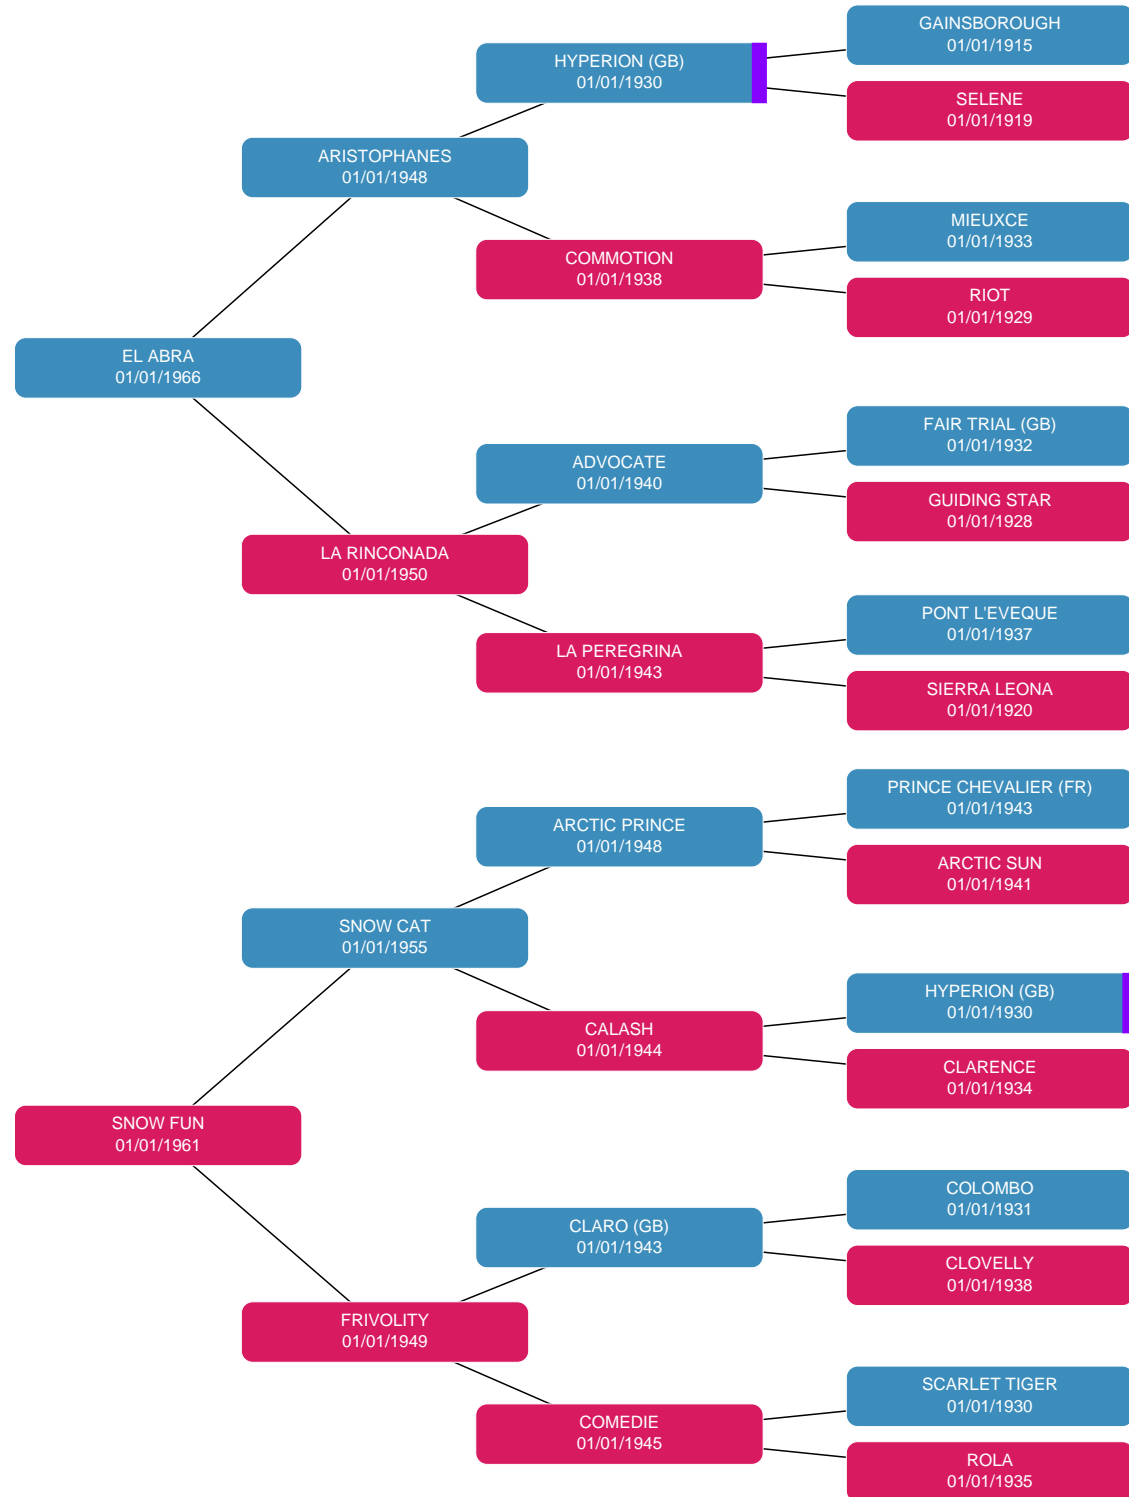 GAINSBOROUGH
01/01/1915
HYPERION (GB)
01/01/1930
SELENE
01/01/1919
ARISTOPHANES
01/01/1948
MIEUXCE
01/01/1933
COMMOTION
01/01/1938
RIOT
01/01/1929
EL ABRA
01/01/1966
FAIR TRIAL (GB)
01/01/1932
ADVOCATE
01/01/1940
GUIDING STAR
01/01/1928
LA RINCONADA
01/01/1950
PONT L'EVEQUE
01/01/1937
LA PEREGRINA
01/01/1943
SIERRA LEONA
01/01/1920
PRINCE CHEVALIER (FR)
01/01/1943
ARCTIC PRINCE
01/01/1948
ARCTIC SUN
01/01/1941
SNOW CAT
01/01/1955
HYPERION (GB)
01/01/1930
CALASH
01/01/1944
CLARENCE
01/01/1934
SNOW FUN
01/01/1961
COLOMBO
01/01/1931
CLARO (GB)
01/01/1943
CLOVELLY
01/01/1938
FRIVOLITY
01/01/1949
SCARLET TIGER
01/01/1930
COMEDIE
01/01/1945
ROLA
01/01/1935